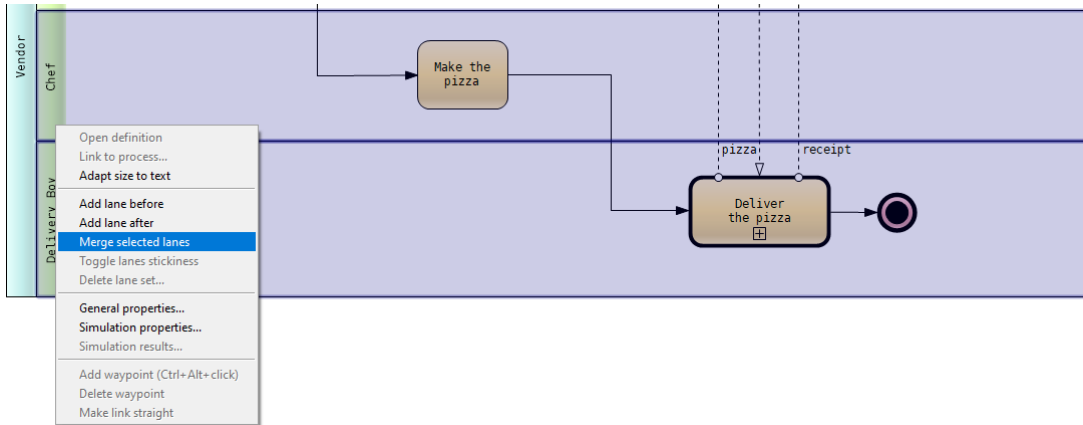 Vendor
Chef
Delivery Boy
Make the
pizza
pizza
receipt
Deliver
the pizza
Open definition
Link to process...
Adapt size to text
Add lane before
Add lane after
Merge selected lanes
Toggle lanes stickiness
Delete lane set...
General properties...
Simulation properties...
Simulation results...
Add waypoint (Ctrl+Alt+click)
Delete waypoint
Make link straight